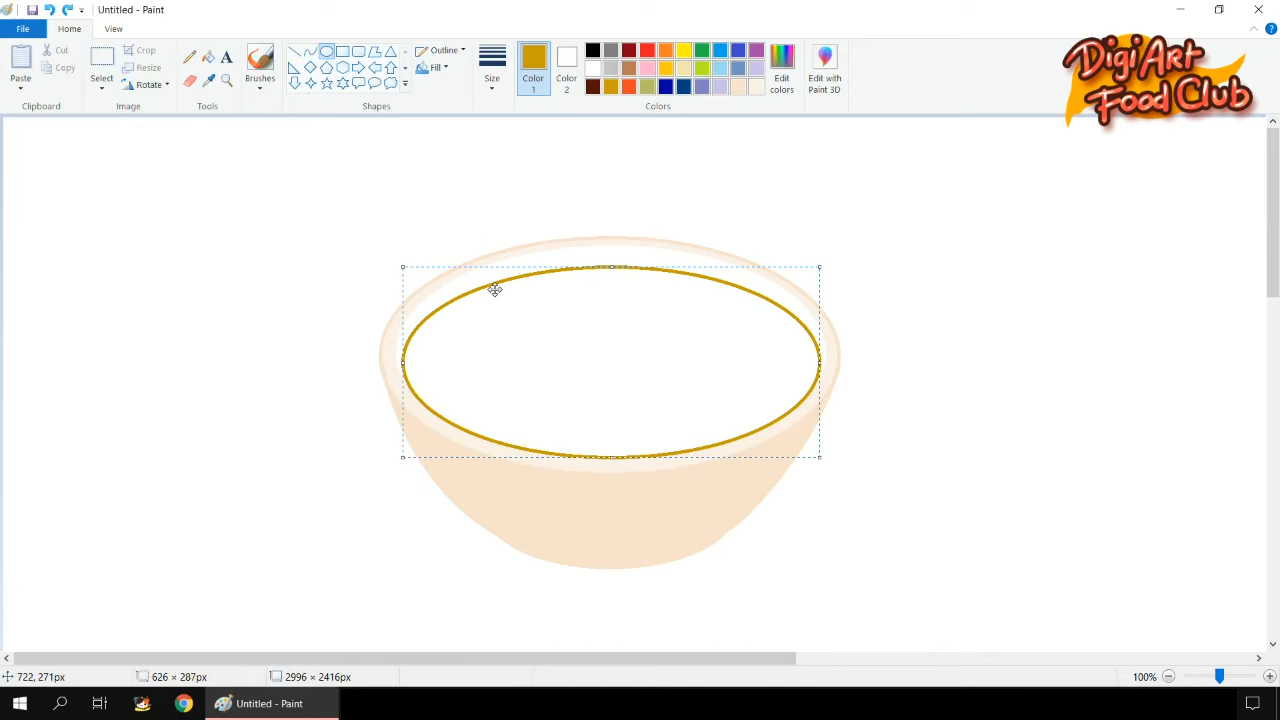 Untitled - Paint
File
Home
View
Paste
Cut
Copy
Clipboard
Select
Crop
Resize
Rotate
Image
A
Tools
Brushes
Shapes
Outline
Fill
Size
Color
1
Color
2
Colors
Edit
colors
Edit with
Paint 3D
DigiArt
Food Club
722, 271px
626 × 287px
2996 × 2416px
100%
Untitled - Paint